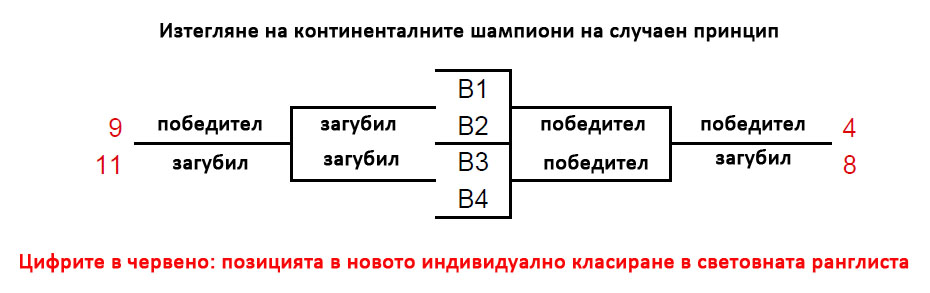 Изтегляне на континенталните шампиони на случаен принцип
B1
9 победител загубил B2 победител победител 4
11 загубил загубил B3 победител загубил 8
B4
Цифрите в червено: позицията в новото индивидуално класиране в световната ранглиста